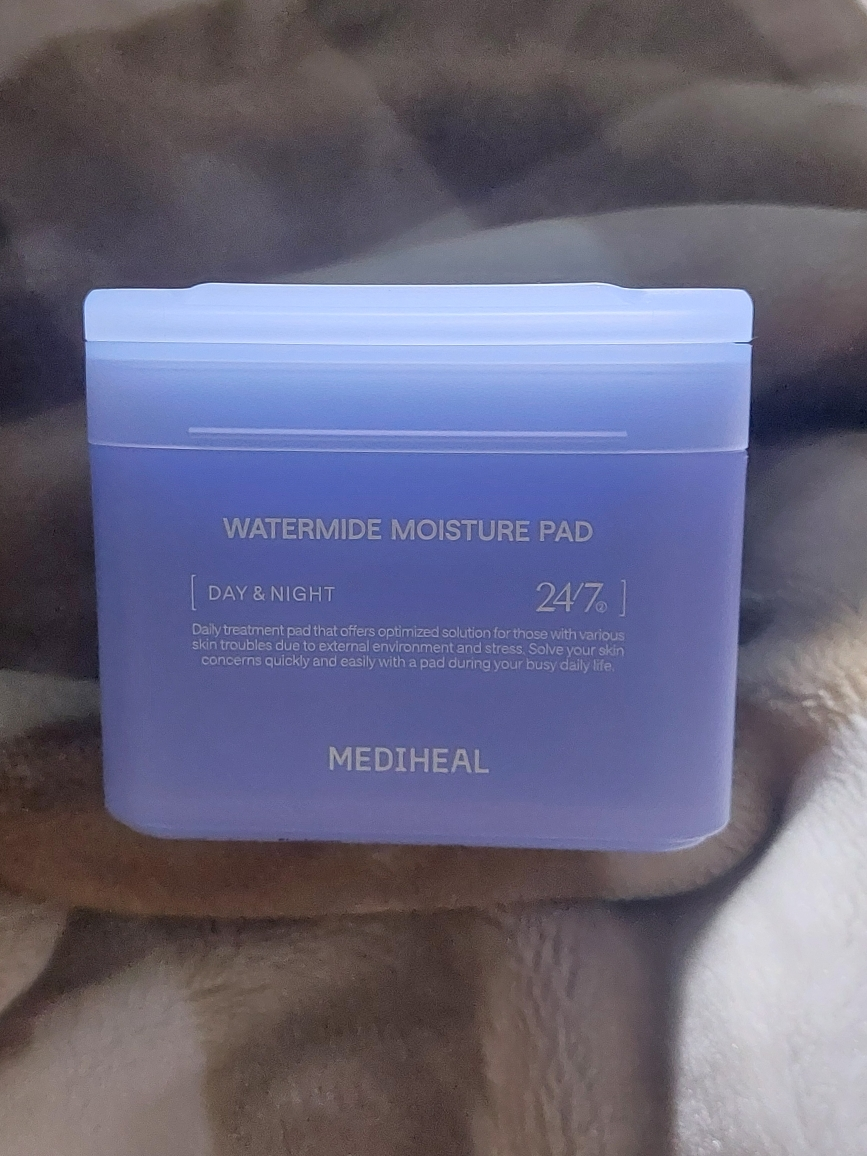 WATERMIDE MOISTURE PAD
[ DAY & NIGHT 24/7 ]
Daily treatment pad that offers optimized solution for those with various
skin troubles due to external environment and stress. Solve your skin
concerns quickly and easily with a pad during your busy daily life.
MEDIHEAL